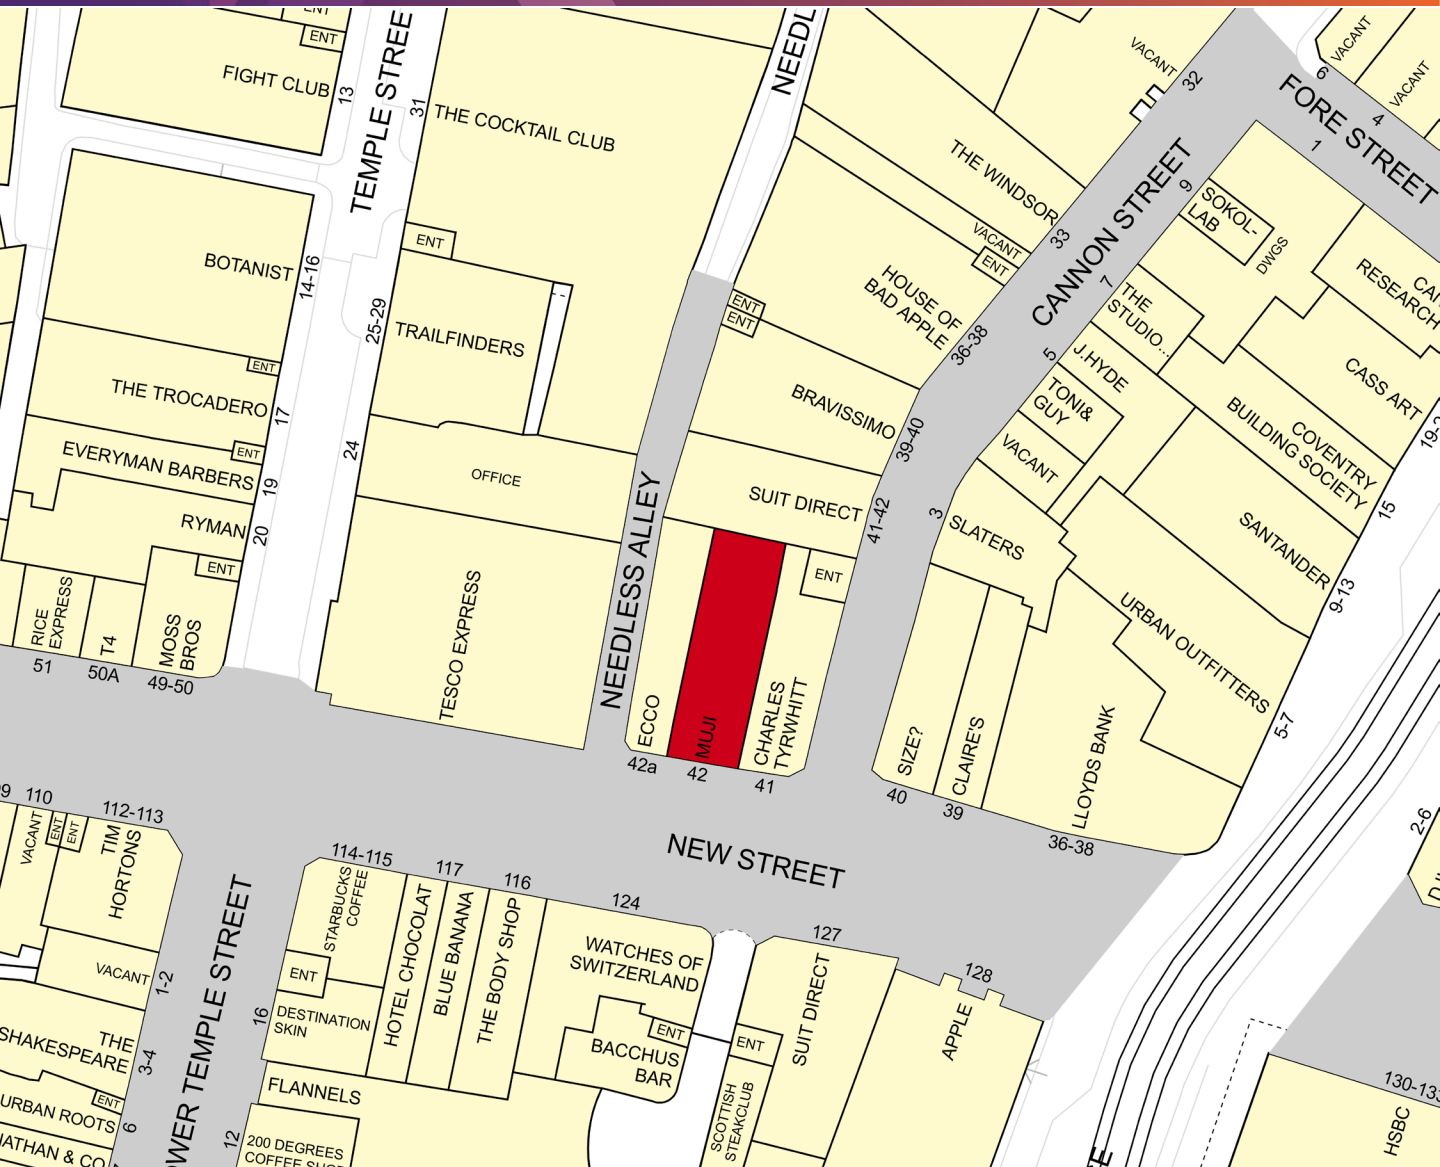 ENT
ENT
FIGHT CLUB
13
TEMPLE STREET
31
THE COCKTAIL CLUB
ENT
BOTANIST
14-16
25-29
TRAILFINDERS
ENT
THE TROCADERO
17
24
EVERYMAN BARBERS
ENT
19
RYMAN
20
ENT
OFFICE
RICE
EXPRESS
T4
MOSS
BROS
51
50A
49-50
TESCO EXPRESS
NEEDLESS ALLEY
NEEDL
VACANT
32
THE WINDSOR
VACANT
ENT
33
HOUSE OF
BAD APPLE
36-38
ENT
ENT
BRAVISSIMO
39-40
SUIT DIRECT
41-42
ENT
ECCO
MUJI
CHARLES
TYRWHITT
42a
42
41
CANNON STREET
FORE STREET
VACANT
VACANT
6
4
1
9
SOKOL-
LAB
DWGS
7
THE
STUDIO...
5
J.HYDE
TONI&
GUY
VACANT
3
SLATERS
RESEARCH
CASS ART
COVENTRY
BUILDING SOCIETY
15
SANTANDER
9-13
URBAN OUTFITTERS
5-7
SIZE?
CLAIRE'S
LLOYDS BANK
40
39
36-38
2-6
NEW STREET
110
112-113
VACANT
ENT
ENT
TIM
HORTONS
VACANT
1-2
THE
SHAKESPEARE
3-4
ENT
URBAN ROOTS
6
LOWER TEMPLE STREET
114-115
117
116
124
STARBUCKS
COFFEE
HOTEL CHOCOLAT
BLUE BANANA
THE BODY SHOP
WATCHES OF
SWITZERLAND
ENT
BACCHUS
BAR
ENT
16
DESTINATION
SKIN
FLANNELS
12
200 DEGREES
COFFEE SHOP
127
128
SUIT DIRECT
APPLE
ENT
SCOTTISH
STEAKCLUB
130-133
HSBC